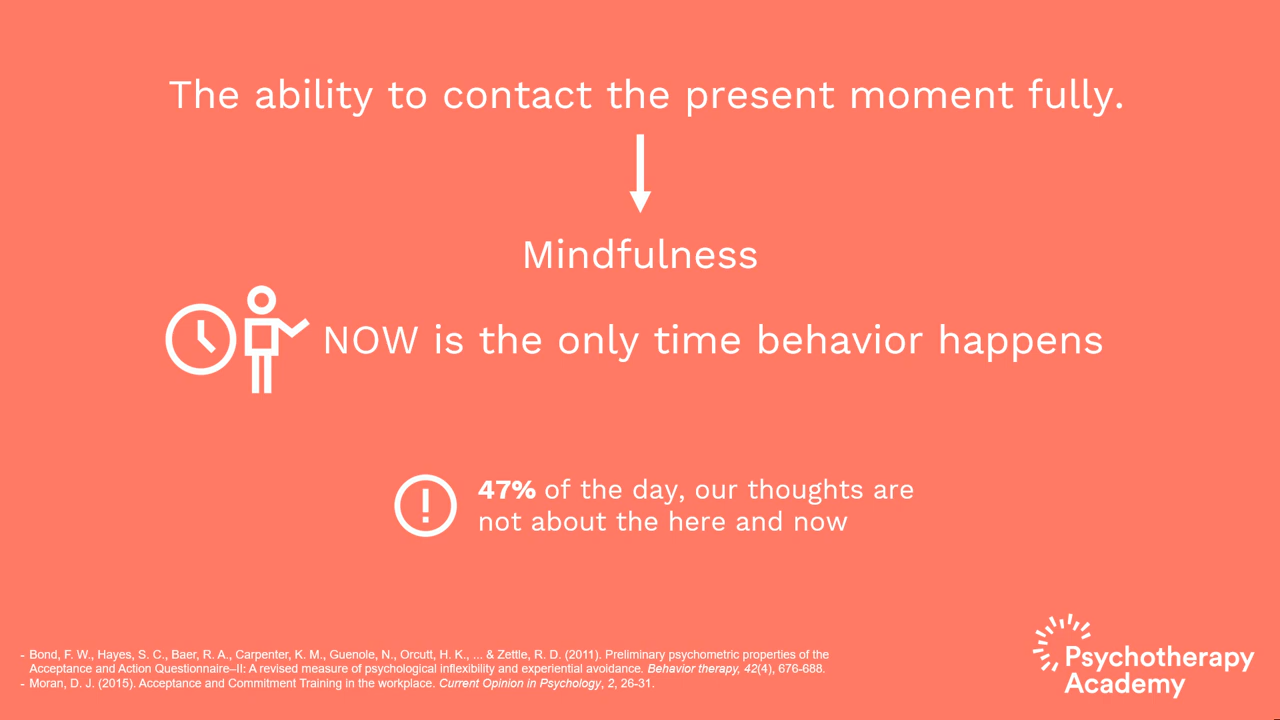 The ability to contact the present moment fully.
Mindfulness
NOW is the only time behavior happens
47% of the day, our thoughts are
not about the here and now
- Bond, F. W., Hayes, S. C., Baer, R. A., Carpenter, K. M., Guenole, N., Orcutt, H. K., ... & Zettle, R. D. (2011). Preliminary psychometric properties of the
Acceptance and Action Questionnaire–II: A revised measure of psychological inflexibility and experiential avoidance. Behavior therapy, 42(4), 676-688.
- Moran, D. J. (2015). Acceptance and Commitment Training in the workplace. Current Opinion in Psychology, 2, 26-31.
Psychotherapy
Academy